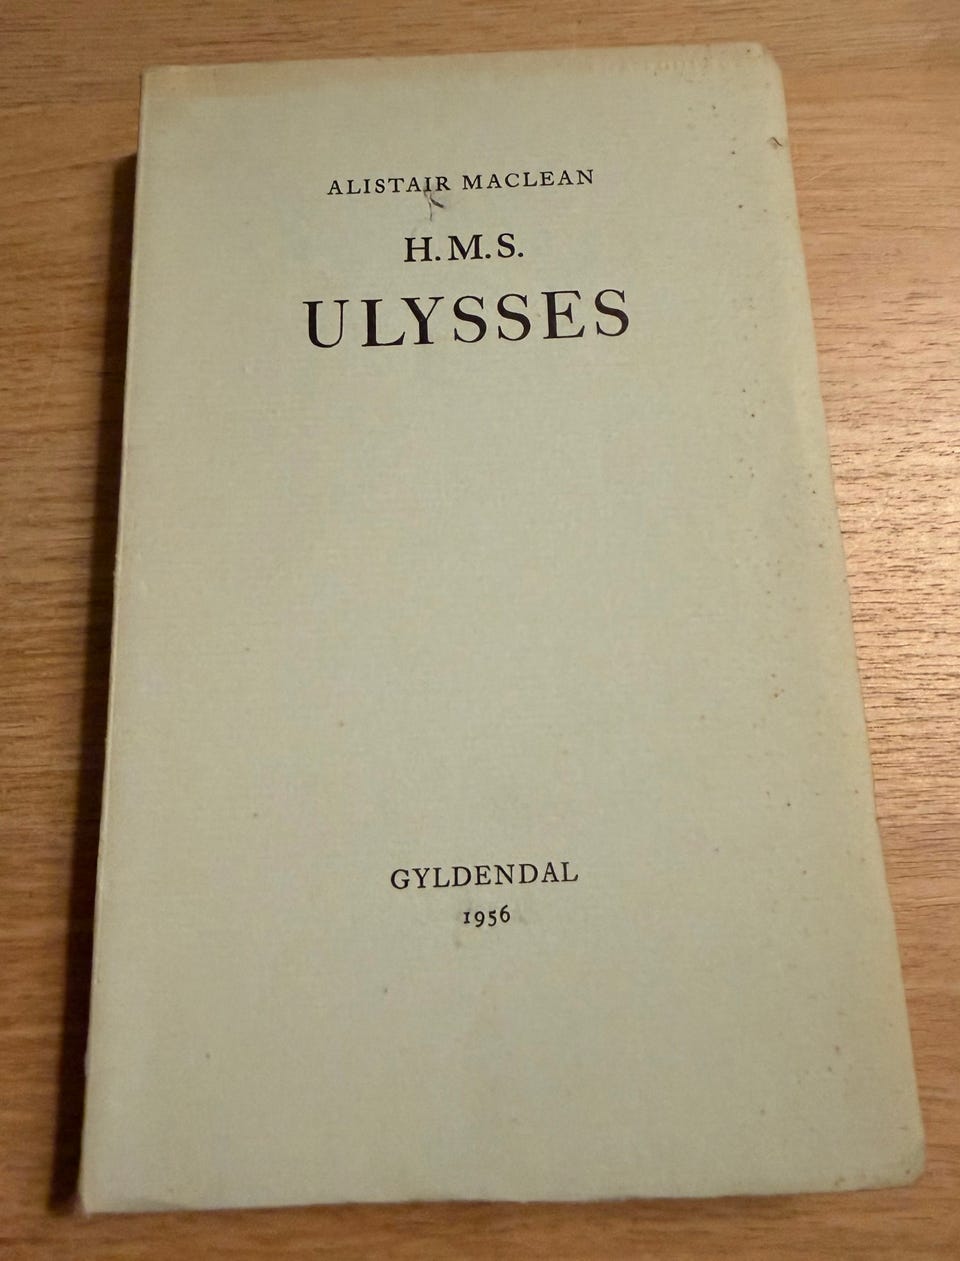 ALISTAIR MACLEAN
H.M.S.
ULYSSES
GYLDENDAL
1956